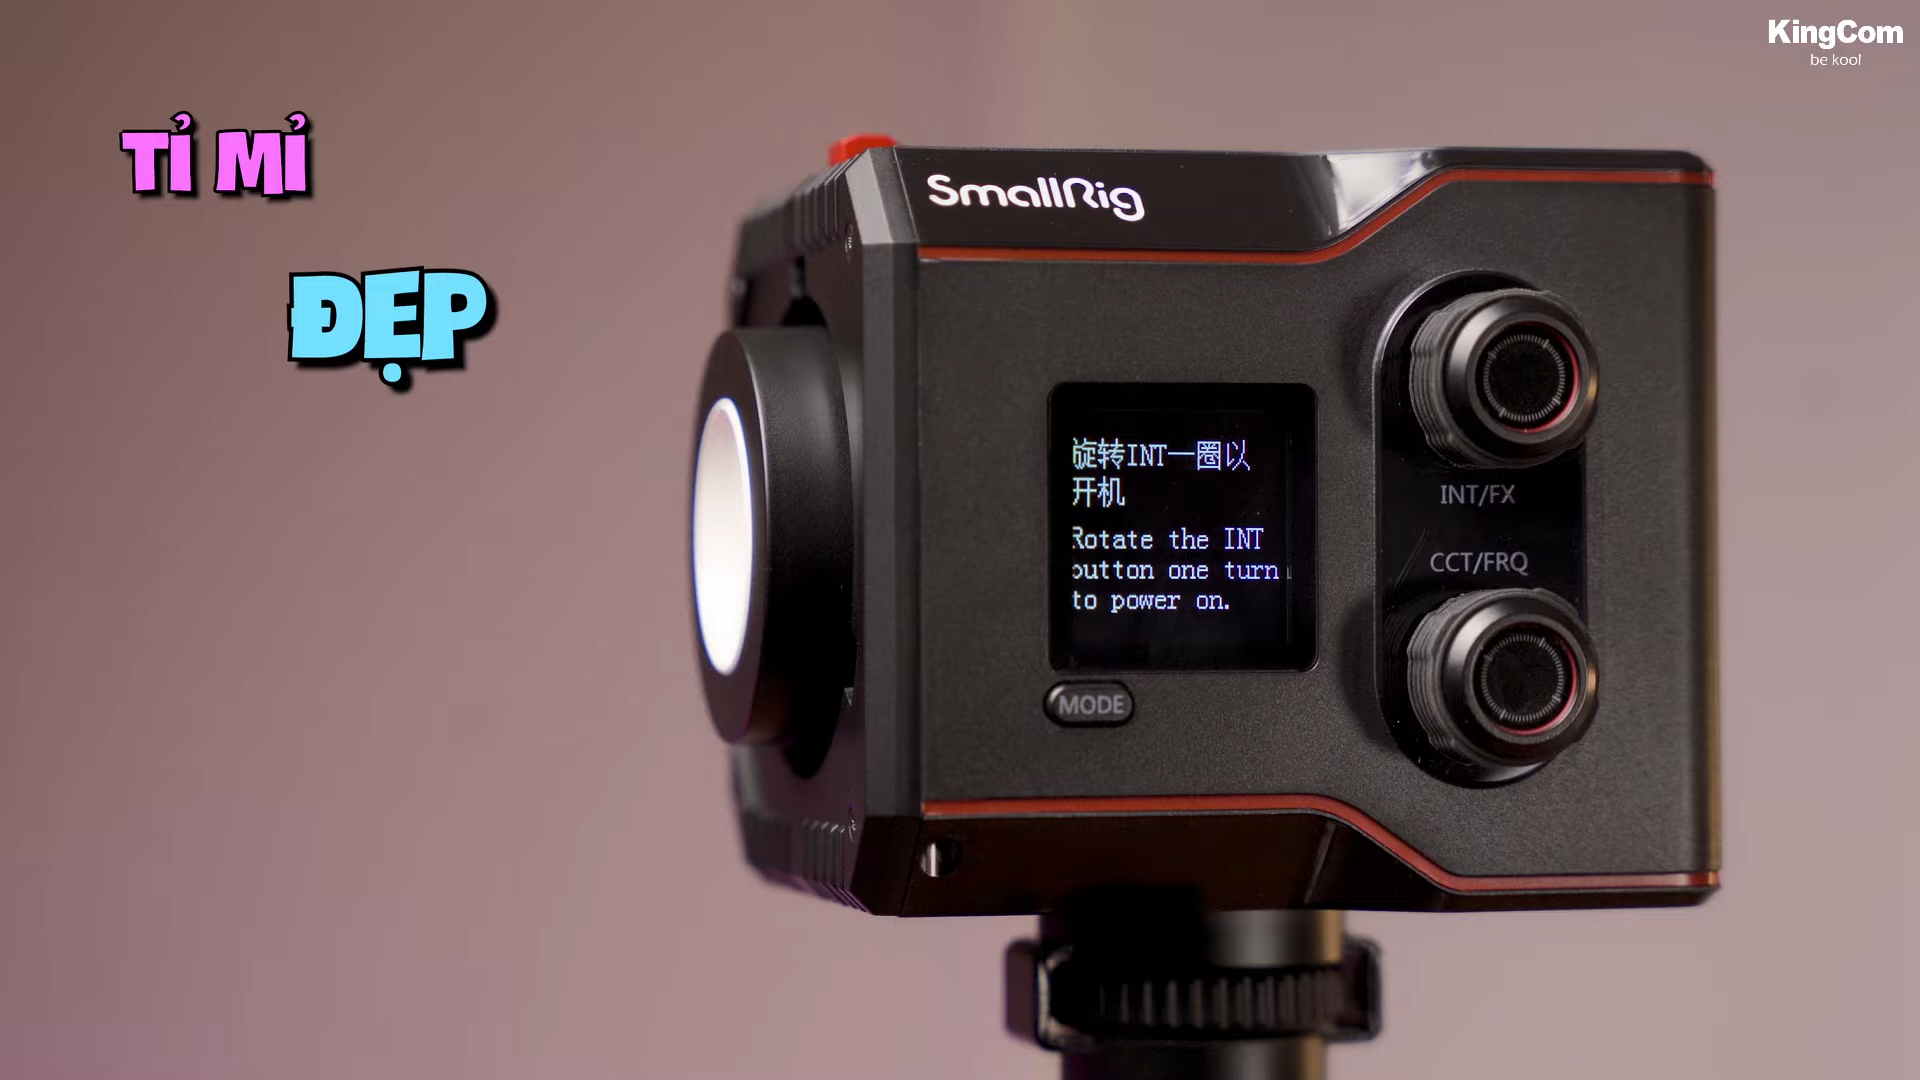 KingCom
be kool
TỈ MỈ
ĐẸP
SmallRig
旋转INT一圈以
开机
Rotate the INT
button one turn
to power on.
INT/FX
CCT/FRQ
MODE